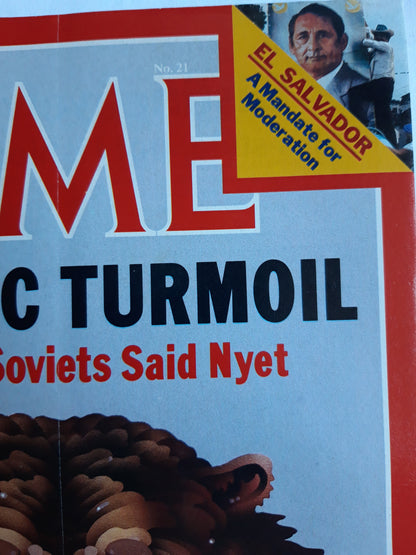 No. 21
ME
EL SALVADOR
A Mandate for
Moderation
C TURMOIL
Soviets Said Nyet